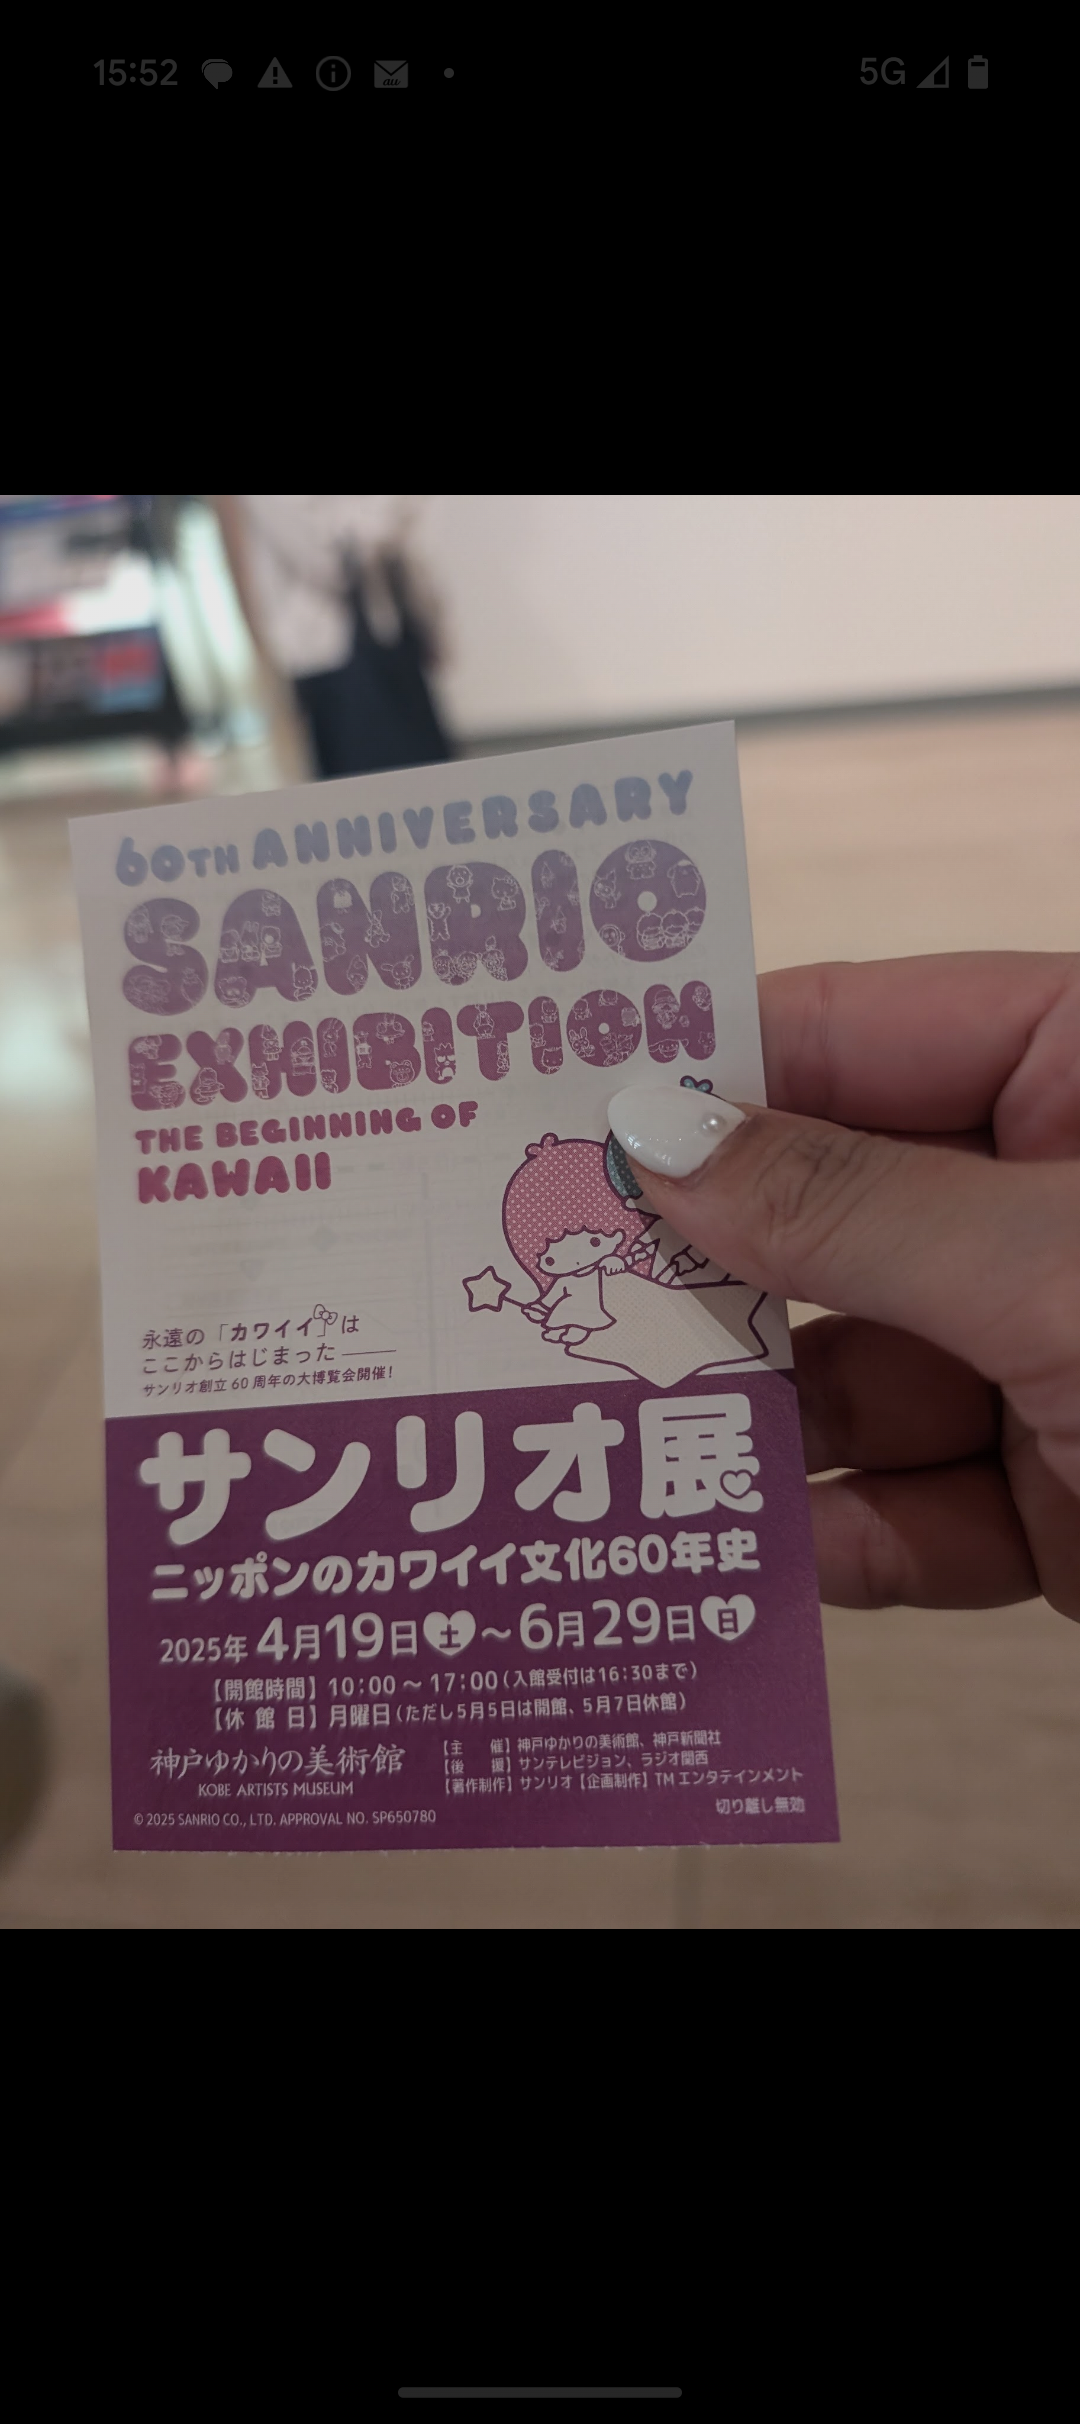 15:52
au
5G
60TH ANNIVERSARY
SANRIO
EXHIBITION
THE BEGINNING OF
KAWAII
永遠の「カワイイ」は
ここからはじまった
サンリオ創立60周年の大博覧会開催!
サンリオ展
ニッポンのカワイイ文化60年史
2025年4月19日土~6月29日日
【開館時間】10:00~17:00(入館受付は16:30まで)
【休館日】月曜日(ただし5月5日は開館、5月7日休館)
神戸ゆかりの美術館
KOBE ARTISTS MUSEUM
【主 催】神戸ゆかりの美術館、神戸新聞社
【後 援】サンテレビジョン、ラジオ関西
【著作制作】サンリオ【企画制作】TMエンタテインメント
切り離し無効
© 2025 SANRIO CO., LTD. APPROVAL NO. SP650780